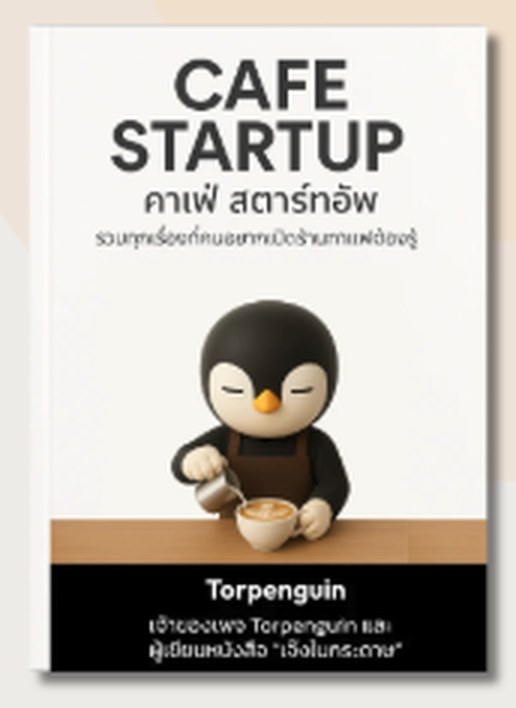 CAFE
STARTUP
คาเฟ่ สตาร์ทอัพ
รวมทุกเรื่องที่คนอยากเปิดร้านกาแฟต้องรู้
Torpenguin
เจ้าของเพจ Torpenguin และ
ผู้เขียนหนังสือ "เจ๊งในกระดาษ"